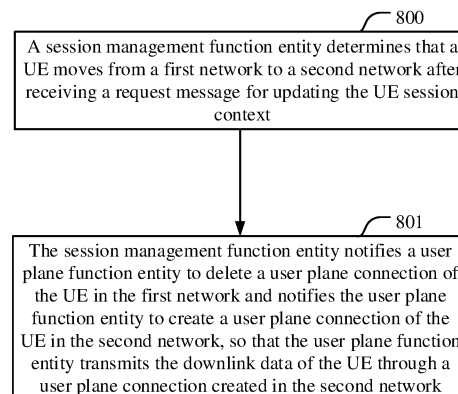 800
A session management function entity determines that a
UE moves from a first network to a second network after
receiving a request message for updating the UE session
context
801
The session management function entity notifies a user
plane function entity to delete a user plane connection of
the UE in the first network and notifies the user plane
function entity to create a user plane connection of the
UE in the second network, so that the user plane function
entity transmits the downlink data of the UE through a
user plane connection created in the second network